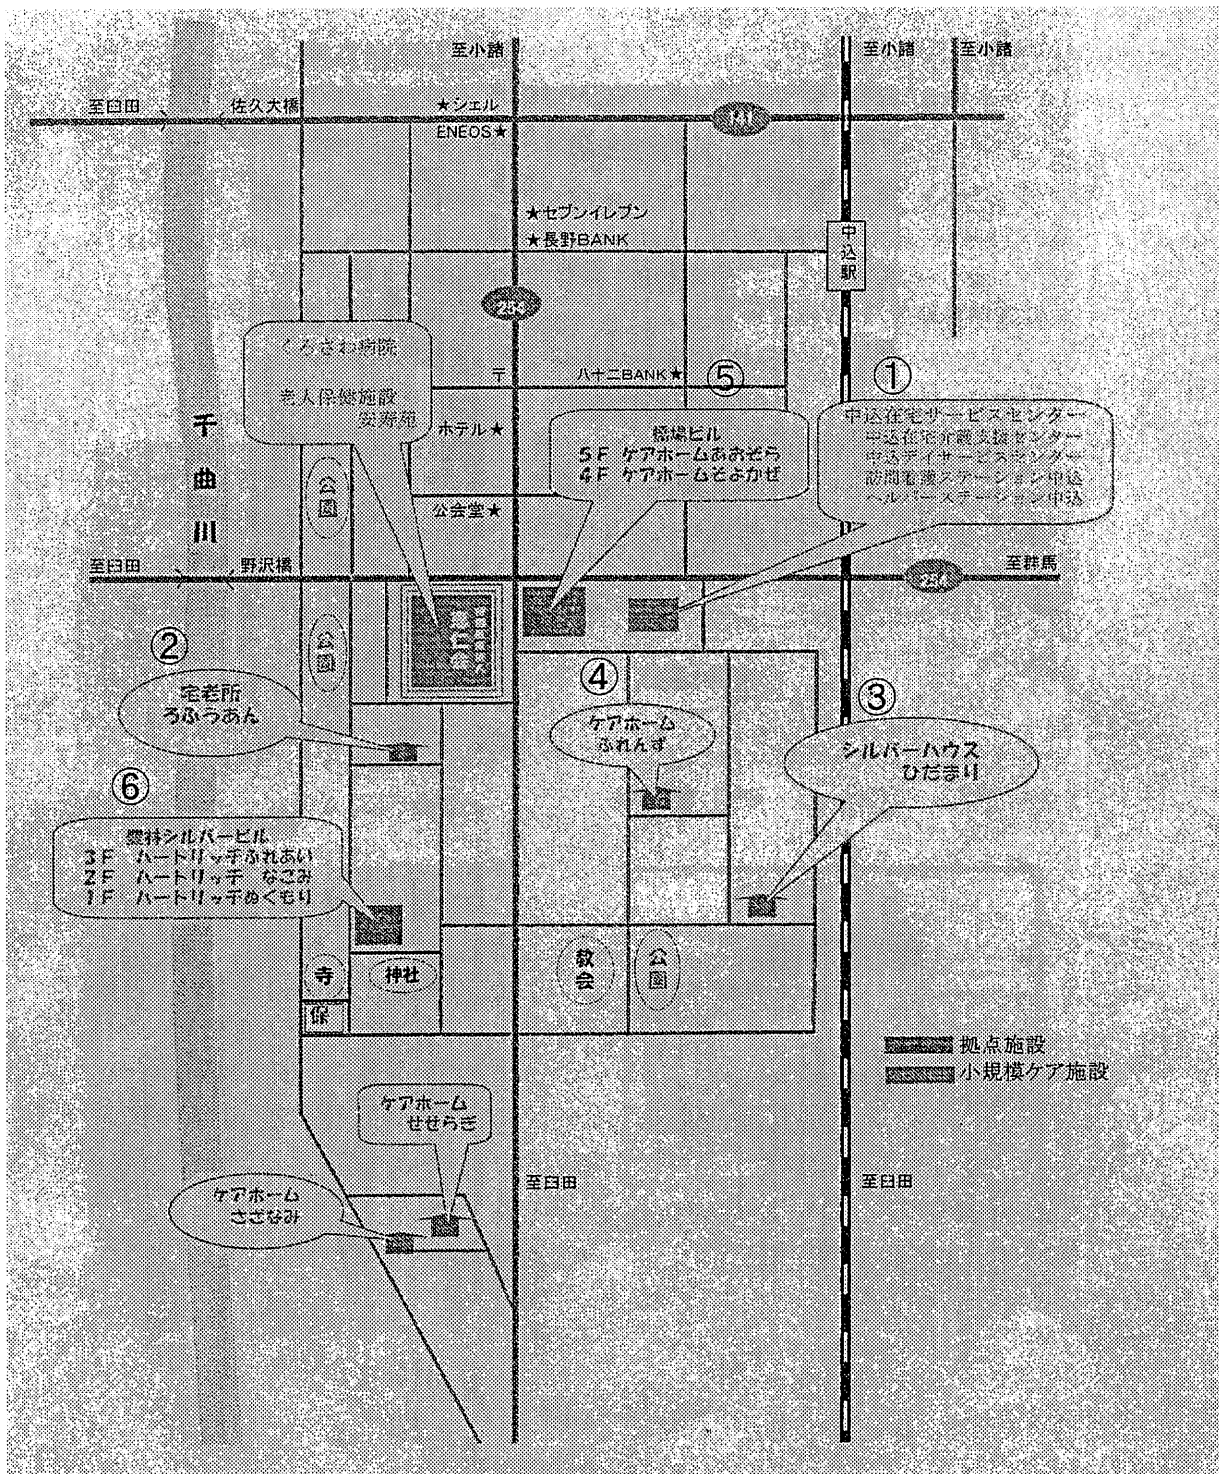 至小諸
至小諸
至小諸
至臼田
佐久大橋
★シェル
ENEOS★
141
★セブンイレブン
★長野BANK
中込駅
254
くろさわ病院
老人保健施設
安寿苑
〒
八十二BANK★
⑤
①
千曲川
ホテル★
公園
橋場ビル
5F ケアホームあおぞら
4F ケアホームそよかぜ
中込在宅サービスセンター
中込在宅介護支援センター
中込デイサービスセンター
訪問看護ステーション中込
ヘルパーステーション中込
公会堂★
至臼田
野沢橋
至群馬
254
②
公園
宅老所
ろふつあん
④
ケアホーム
ふれんず
③
シルバーハウス
ひだまり
⑥
シルバービル
3F ハートリッチふれあい
2F ハートリッチ なごみ
1F ハートリッチぬくもり
寺
神社
教会
公園
保
拠点施設
小規模ケア施設
ケアホーム
せせらぎ
至臼田
至臼田
ケアホーム
さざなみ